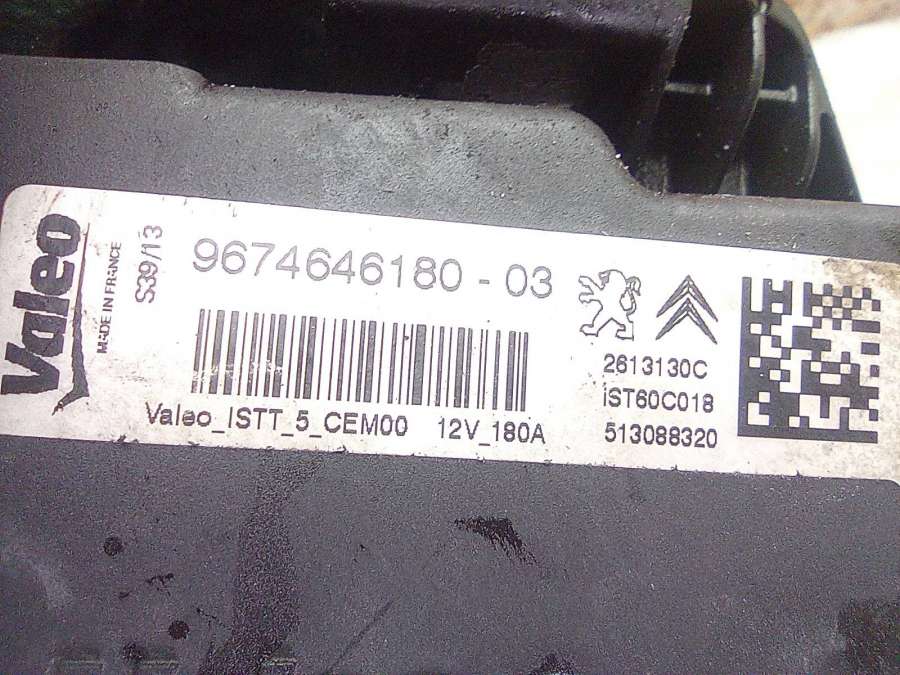 Valeo
MADE IN FRANCE
S39/13
9674646180 - 03
2613130C
iST60C018
513088320
Valeo_ISTT_5_CEM00 12V_180A